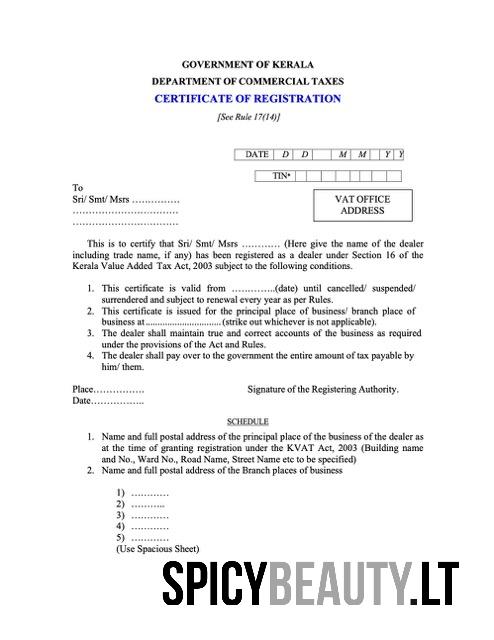 GOVERNMENT OF KERALA
DEPARTMENT OF COMMERCIAL TAXES
CERTIFICATE OF REGISTRATION
[See Rule 17(14)]
DATE D D M M Y Y
TIN*
To
Sri/ Smt/ Msrs ……………
……………………………
……………………………
VAT OFFICE
ADDRESS
This is to certify that Sri/ Smt/ Msrs ………… (Here give the name of the dealer
including trade name, if any) has been registered as a dealer under Section 16 of the
Kerala Value Added Tax Act, 2003 subject to the following conditions.
1. This certificate is valid from …………..(date) until cancelled/ suspended/
surrendered and subject to renewal every year as per Rules.
2. This certificate is issued for the principal place of business/ branch place of
business at..............................(strike out whichever is not applicable).
3. The dealer shall maintain true and correct accounts of the business as required
under the provisions of the Act and Rules.
4. The dealer shall pay over to the government the entire amount of tax payable by
him/ them.
Place……………. Signature of the Registering Authority.
Date……………..
SCHEDULE
1. Name and full postal address of the principal place of the business of the dealer as
at the time of granting registration under the KVAT Act, 2003 (Building name
and No., Ward No., Road Name, Street Name etc to be specified)
2. Name and full postal address of the Branch places of business
1) …………
2) ………..
3) …………
4) …………
5) …………
(Use Spacious Sheet)
SPICYBEAUTY.LT